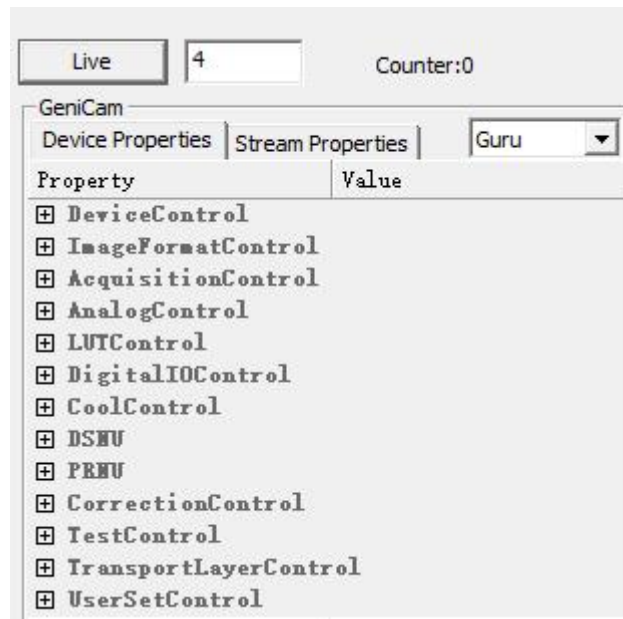 Live 4 Counter:0
GeniCam
Device Properties Stream Properties Guru
Property Value
DeviceControl
ImageFormatControl
AcquisitionControl
AnalogControl
LUTControl
DigitalIOControl
CoolControl
DSNU
PRNU
CorrectionControl
TestControl
TransportLayerControl
UserSetControl